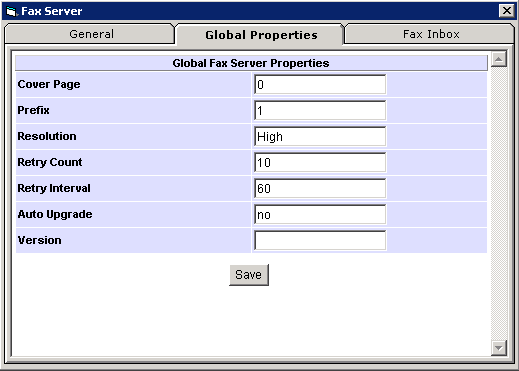 Fax Server
General Global Properties Fax Inbox
Global Fax Server Properties
Cover Page 0
Prefix 1
Resolution High
Retry Count 10
Retry Interval 60
Auto Upgrade no
Version
Save